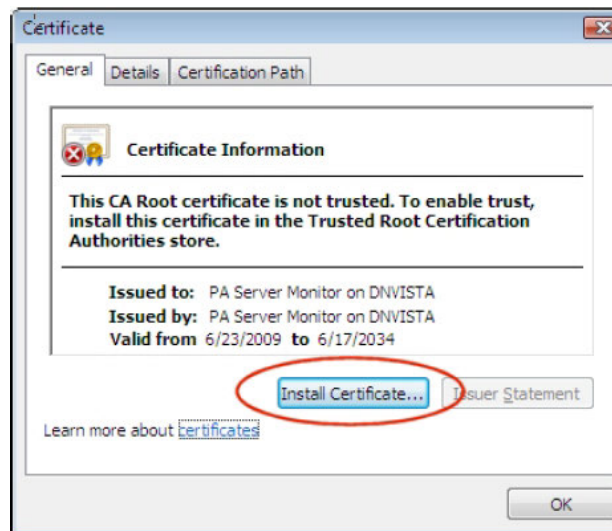 Certificate
General Details Certification Path
Certificate Information
This CA Root certificate is not trusted. To enable trust,
install this certificate in the Trusted Root Certification
Authorities store.
Issued to: PA Server Monitor on DNVISTA
Issued by: PA Server Monitor on DNVISTA
Valid from 6/23/2009 to 6/17/2034
Install Certificate... Issuer Statement
Learn more about certificates
OK